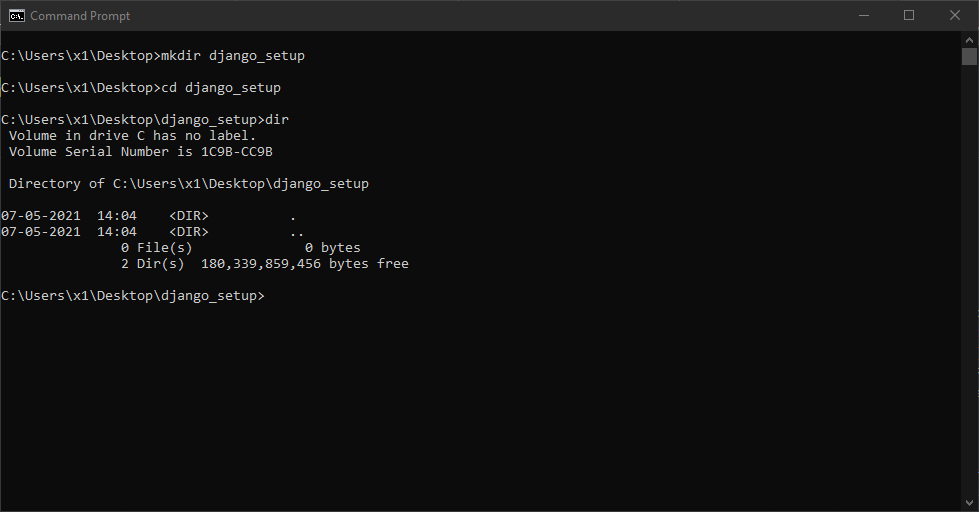 Command Prompt
C:\Users\x1\Desktop>mkdir django_setup
C:\Users\x1\Desktop>cd django_setup
C:\Users\x1\Desktop\django_setup>dir
 Volume in drive C has no label.
 Volume Serial Number is 1C9B-CC9B
 Directory of C:\Users\x1\Desktop\django_setup
07-05-2021  14:04    <DIR>          .
07-05-2021  14:04    <DIR>          ..
               0 File(s)              0 bytes
               2 Dir(s)  180,339,859,456 bytes free
C:\Users\x1\Desktop\django_setup>